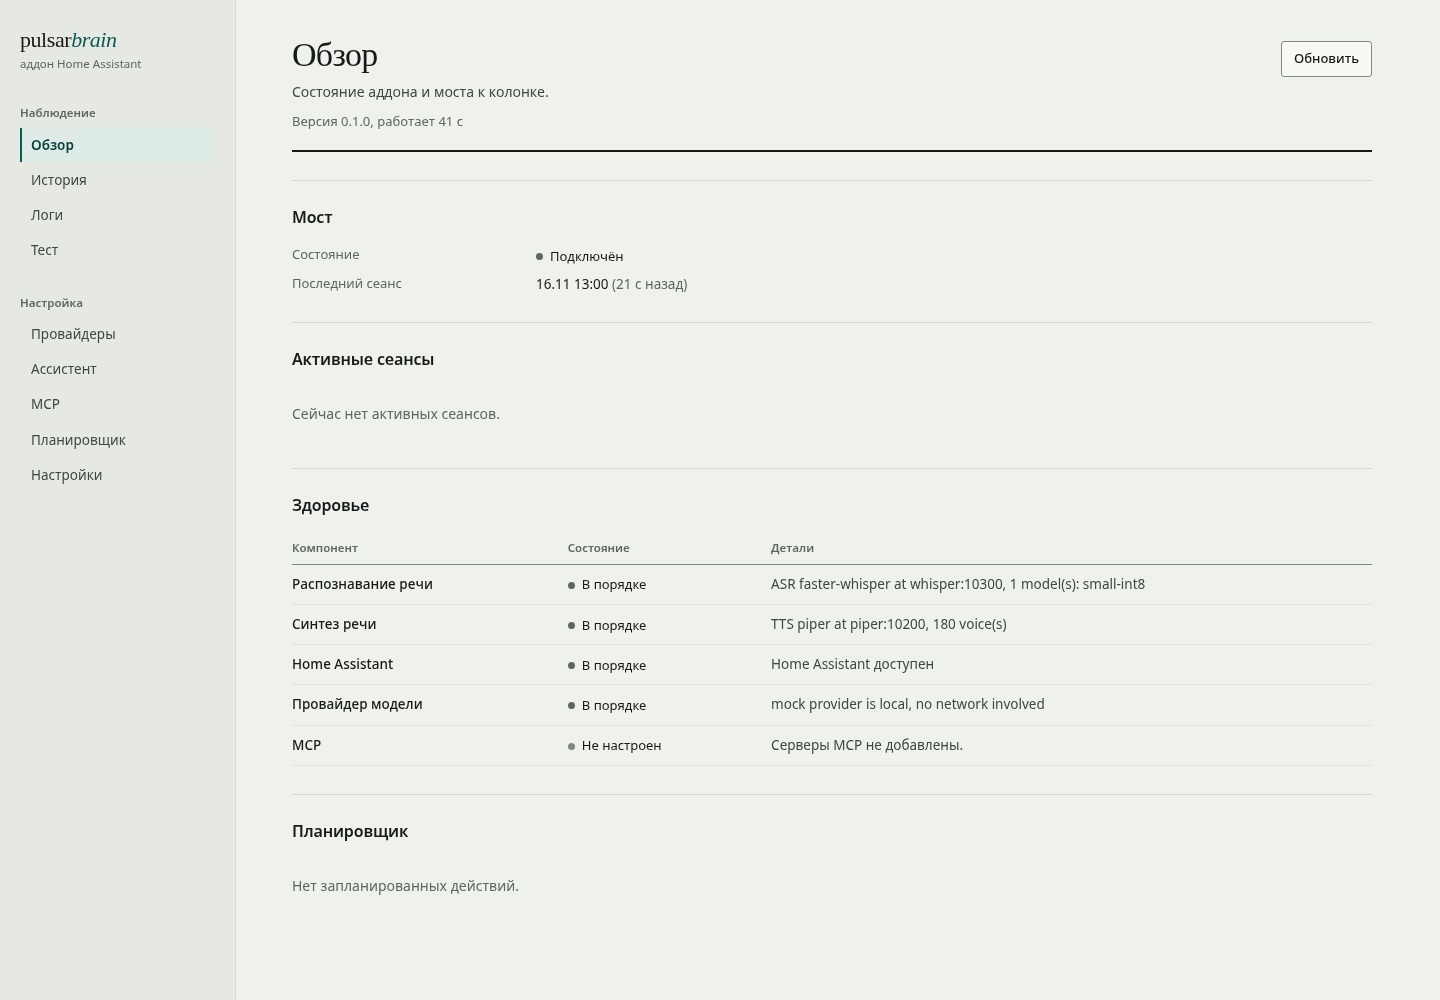 pulsarbrain
аддон Home Assistant
Наблюдение
Обзор
История
Логи
Тест
Настройка
Провайдеры
Ассистент
MCP
Планировщик
Настройки
Обзор
Обновить
Состояние аддона и моста к колонке.
Версия 0.1.0, работает 41 с
Мост
Состояние Подключён
Последний сеанс 16.11 13:00 (21 с назад)
Активные сеансы
Сейчас нет активных сеансов.
Здоровье
Компонент Состояние Детали
Распознавание речи В порядке ASR faster-whisper at whisper:10300, 1 model(s): small-int8
Синтез речи В порядке TTS piper at piper:10200, 180 voice(s)
Home Assistant В порядке Home Assistant доступен
Провайдер модели В порядке mock provider is local, no network involved
MCP Не настроен Серверы MCP не добавлены.
Планировщик
Нет запланированных действий.